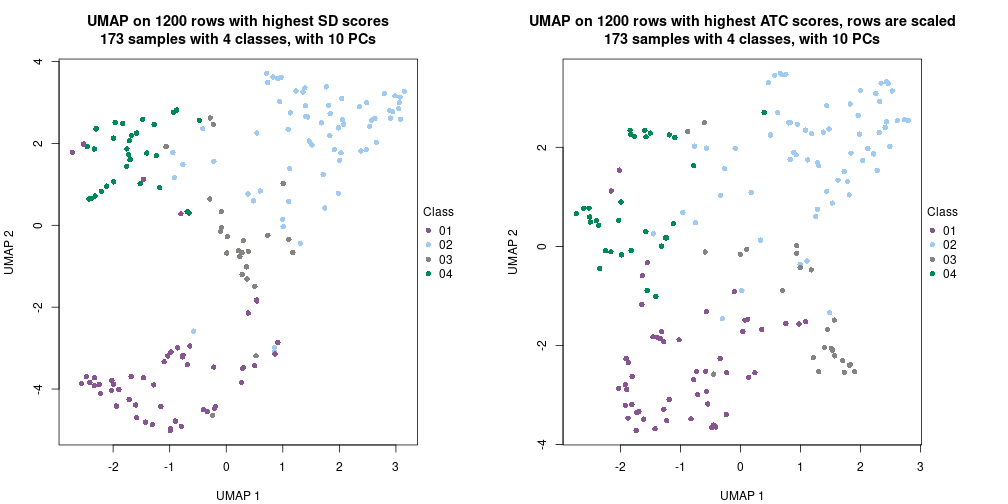 UMAP on 1200 rows with highest SD scores
173 samples with 4 classes, with 10 PCs
4
2
0
-2
-4
UMAP 2
-2
-1
0
1
2
3
UMAP 1
Class
01
02
03
04
UMAP on 1200 rows with highest ATC scores, rows are scaled
173 samples with 4 classes, with 10 PCs
2
0
-2
-4
UMAP 2
-2
-1
0
1
2
3
UMAP 1
Class
01
02
03
04